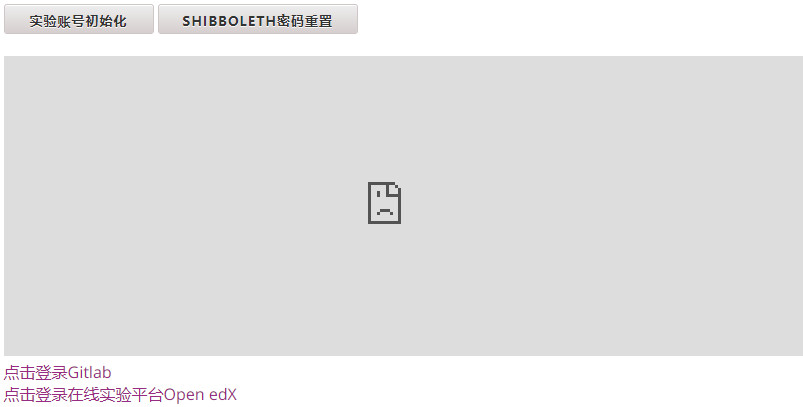 实验账号初始化
SHIBBOLETH密码重置
点击登录Gitlab
点击登录在线实验平台Open edX